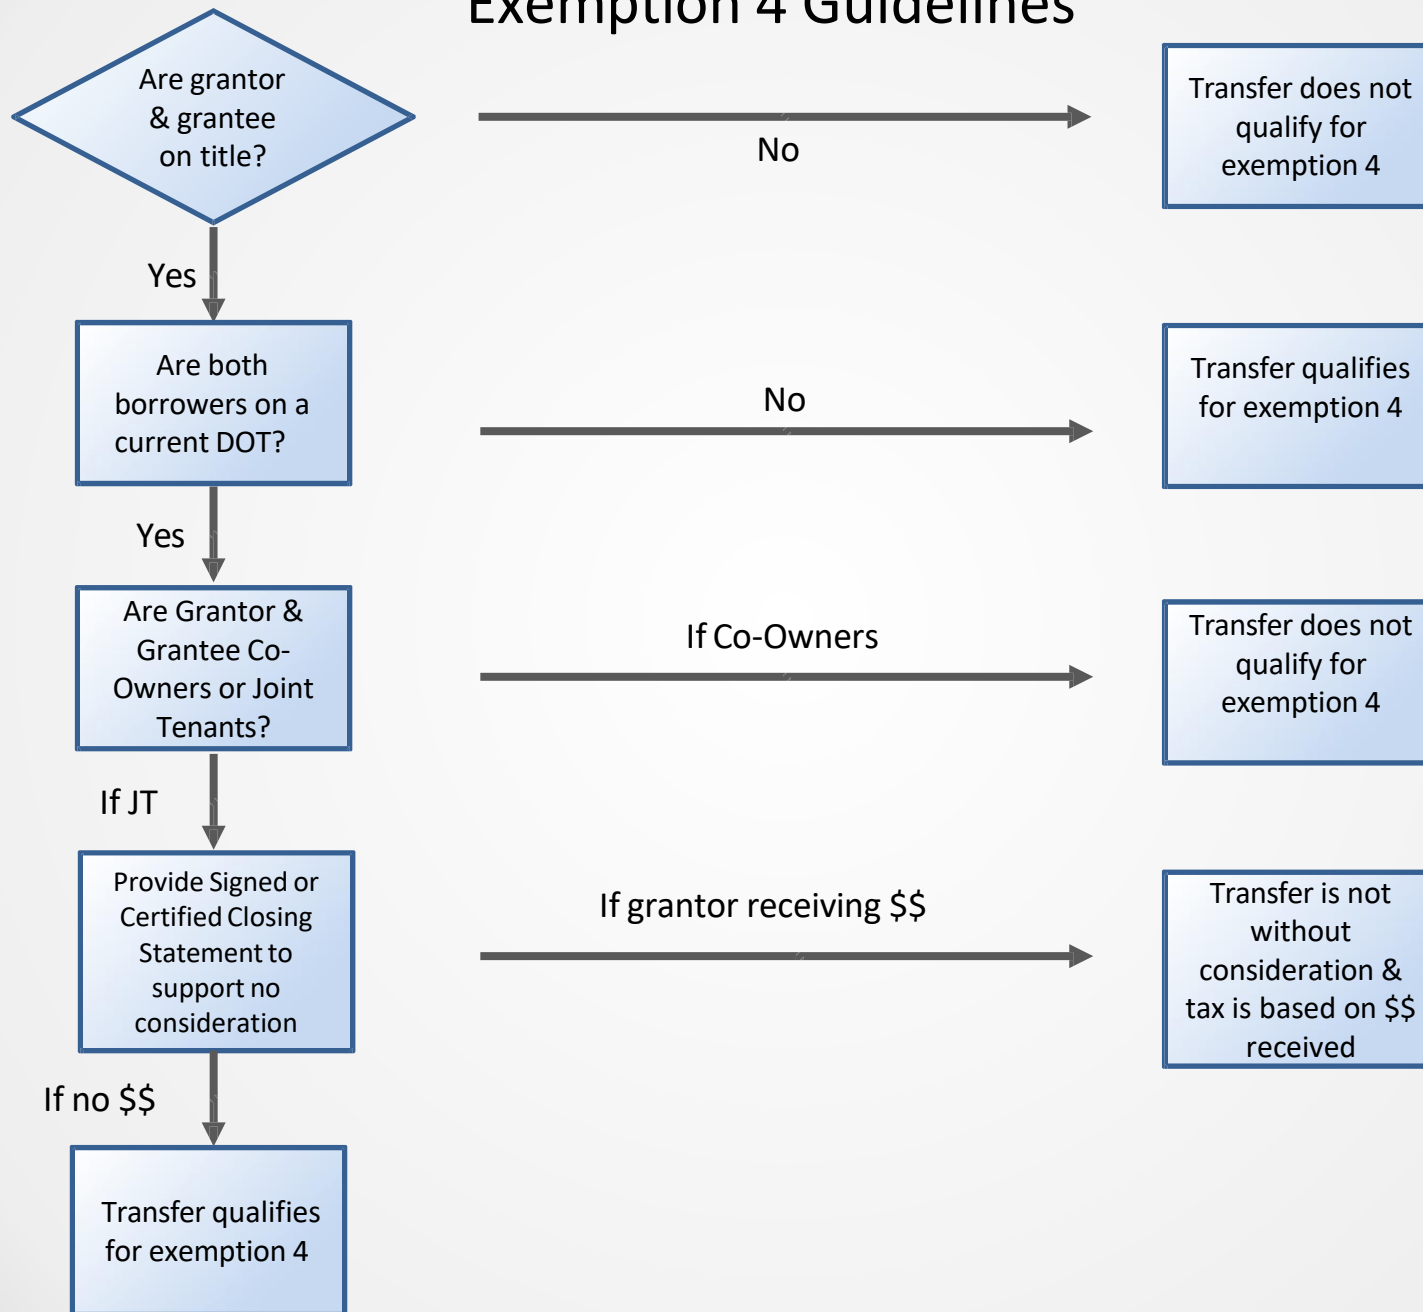 Exemption 4 Guidelines
Are grantor
& grantee
on title?
No
Transfer does not
qualify for
exemption 4
Yes
Are both
borrowers on a
current DOT?
No
Transfer qualifies
for exemption 4
Yes
Are Grantor &
Grantee Co-
Owners or Joint
Tenants?
If Co-Owners
Transfer does not
qualify for
exemption 4
If JT
Provide Signed or
Certified Closing
Statement to
support no
consideration
If grantor receiving $$
Transfer is not
without
consideration &
tax is based on $$
received
If no $$
Transfer qualifies
for exemption 4